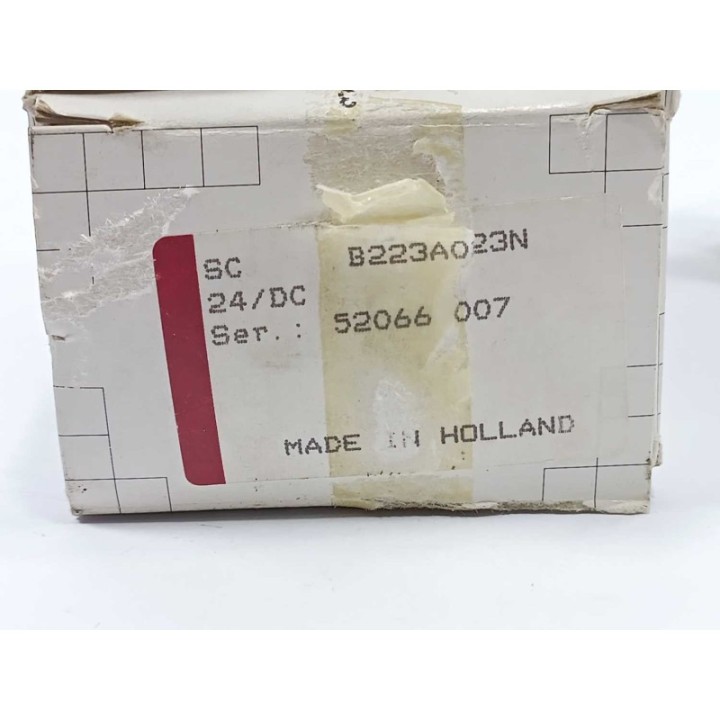 SC B223A023N
24/DC
Ser.: 52066 007
MADE IN HOLLAND